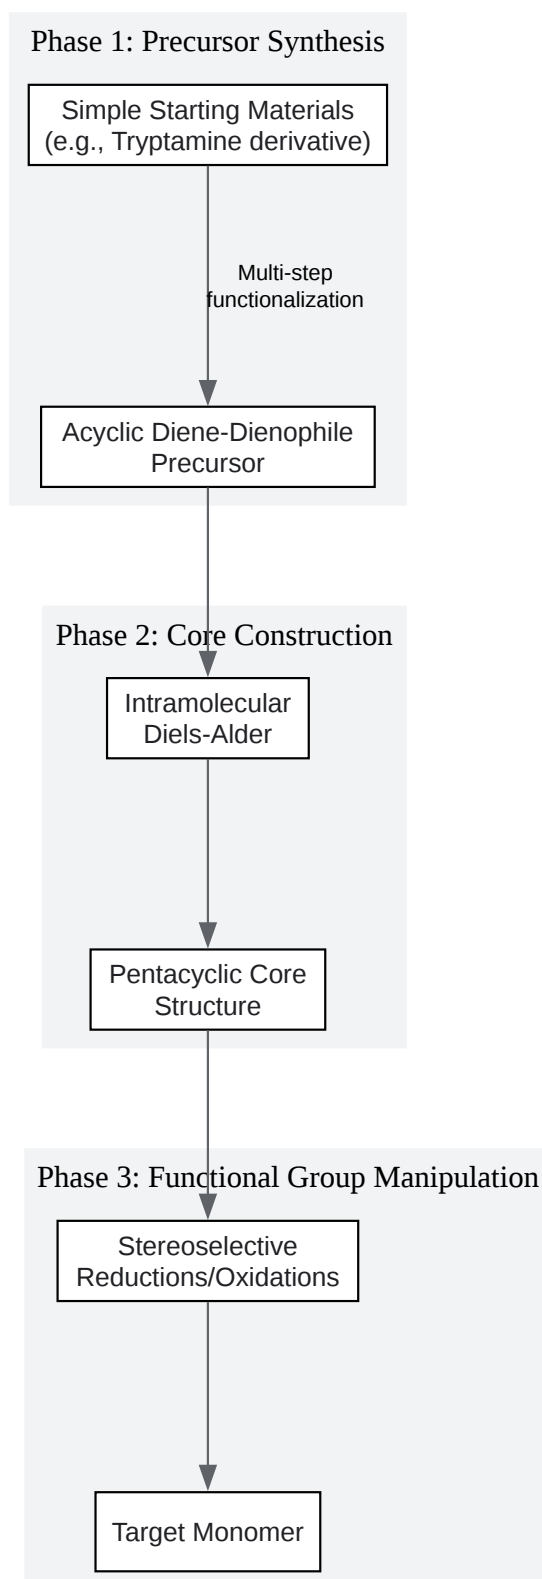 Phase 1: Precursor Synthesis
Simple Starting Materials
(e.g., Tryptamine derivative)
Multi-step
functionalization
Acyclic Diene-Dienophile
Precursor
Phase 2: Core Construction
Intramolecular
Diels-Alder
Pentacyclic Core
Structure
Phase 3: Functional Group Manipulation
Stereoselective
Reductions/Oxidations
Target Monomer